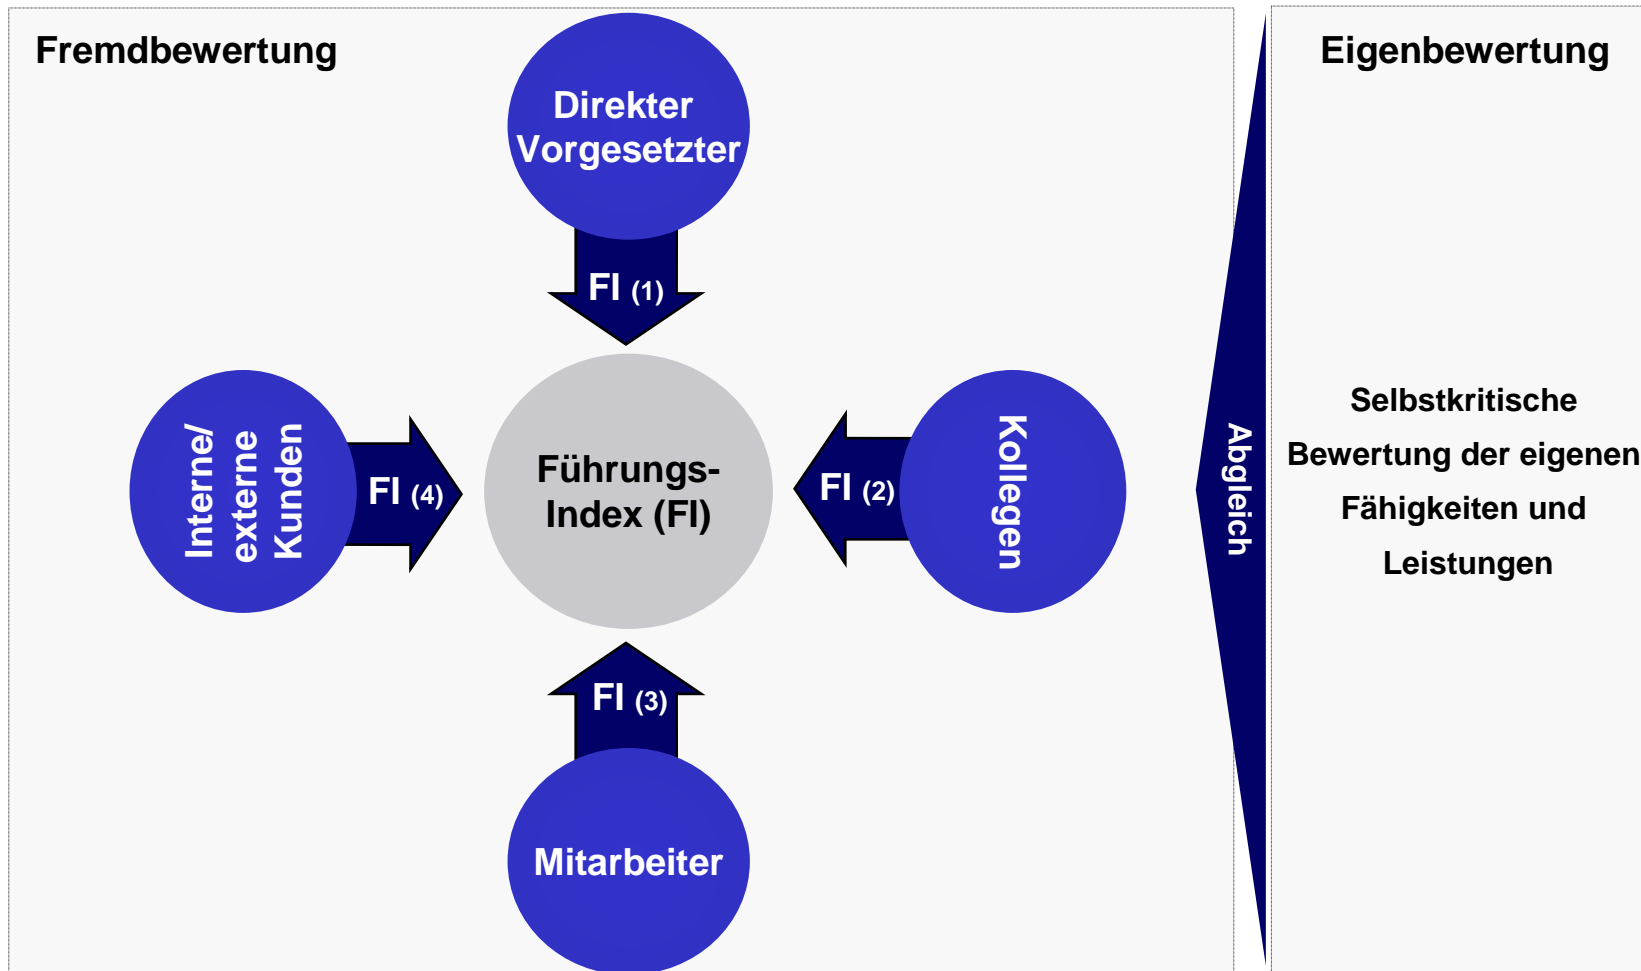 Fremdbewertung
Direkter
Vorgesetzter
FI (1)
Interne/
externe
Kunden
FI (4)
Führungs-
Index (FI)
FI (2)
Kollegen
FI (3)
Mitarbeiter
Abgleich
Eigenbewertung
Selbstkritische
Bewertung der eigenen
Fähigkeiten und
Leistungen